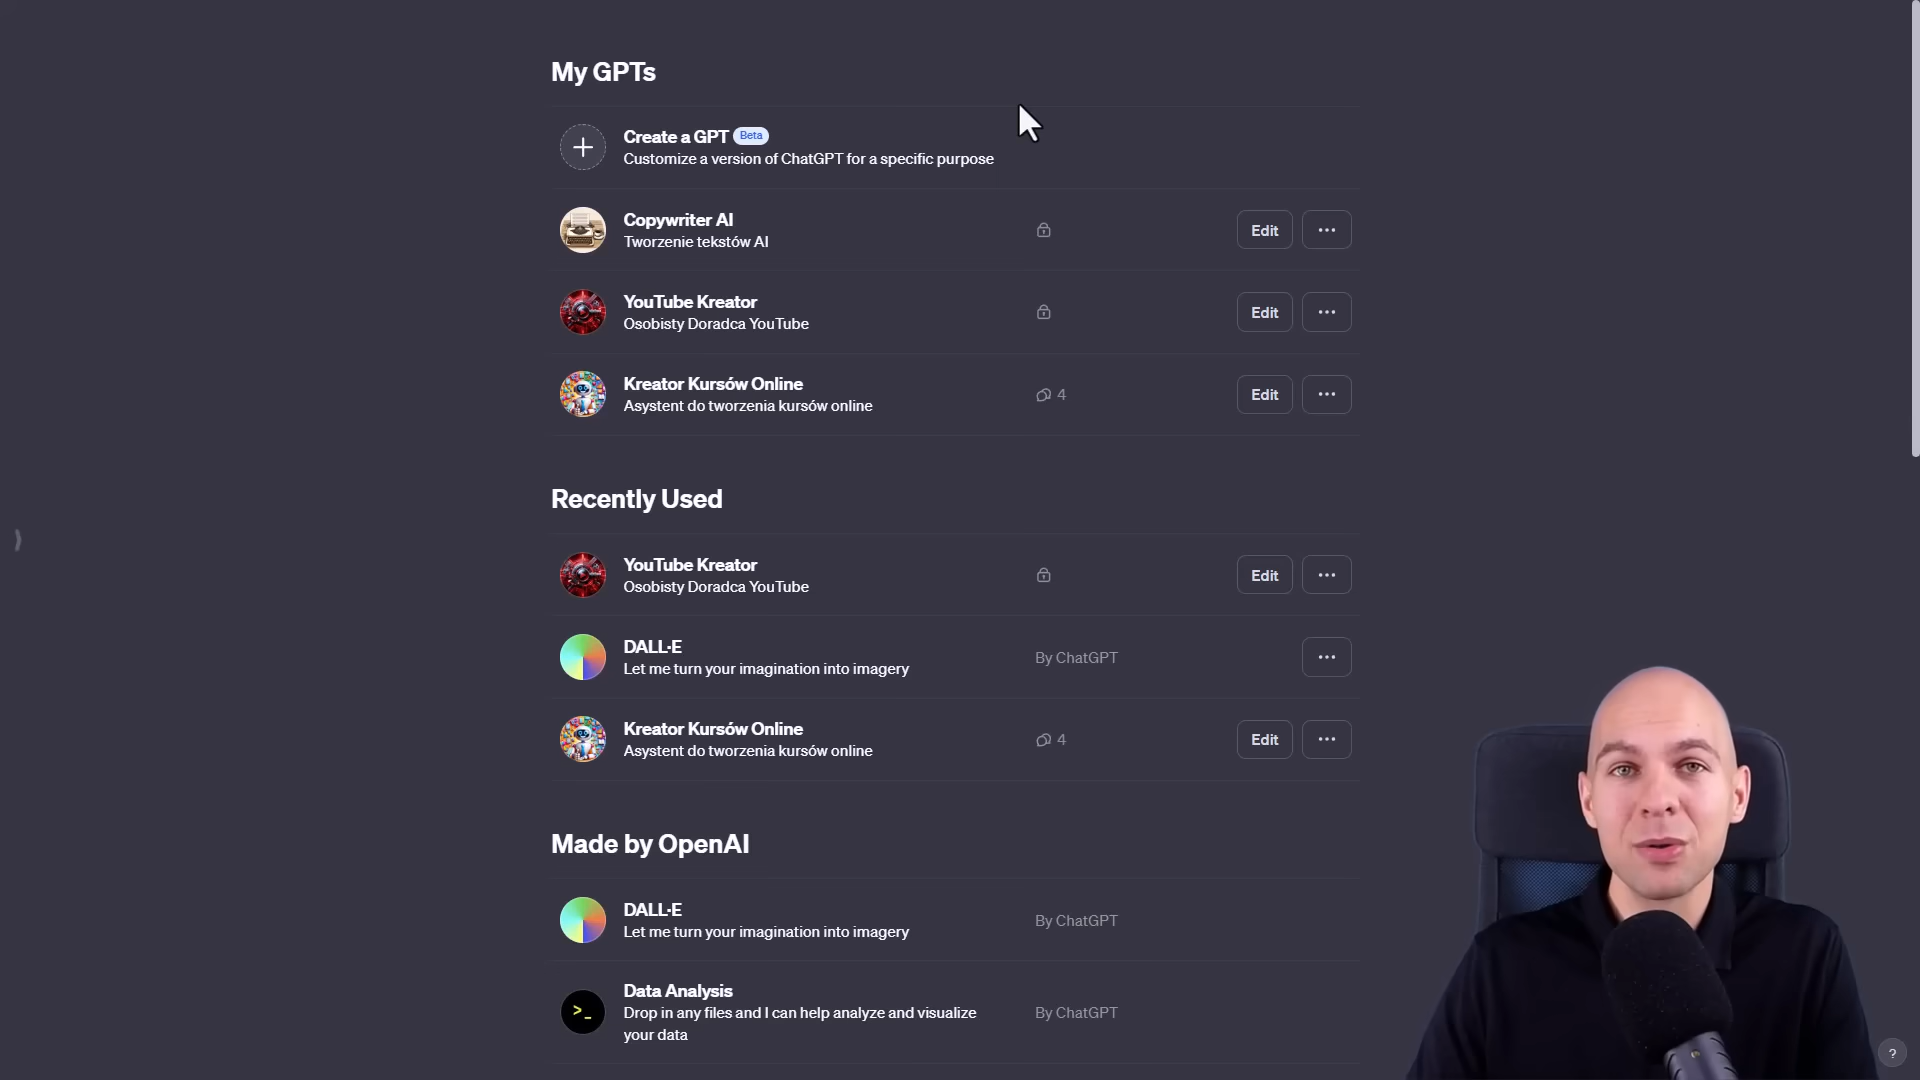 My GPTs
Create a GPT Beta
Customize a version of ChatGPT for a specific purpose
Copywriter AI
Tworzenie tekstów AI
Edit
YouTube Kreator
Osobisty Doradca YouTube
Edit
Kreator Kursów Online
Asystent do tworzenia kursów online
4
Edit
Recently Used
YouTube Kreator
Osobisty Doradca YouTube
Edit
DALL·E
Let me turn your imagination into imagery
By ChatGPT
Kreator Kursów Online
Asystent do tworzenia kursów online
4
Edit
Made by OpenAI
DALL·E
Let me turn your imagination into imagery
By ChatGPT
Data Analysis
Drop in any files and I can help analyze and visualize
your data
By ChatGPT
>_
?